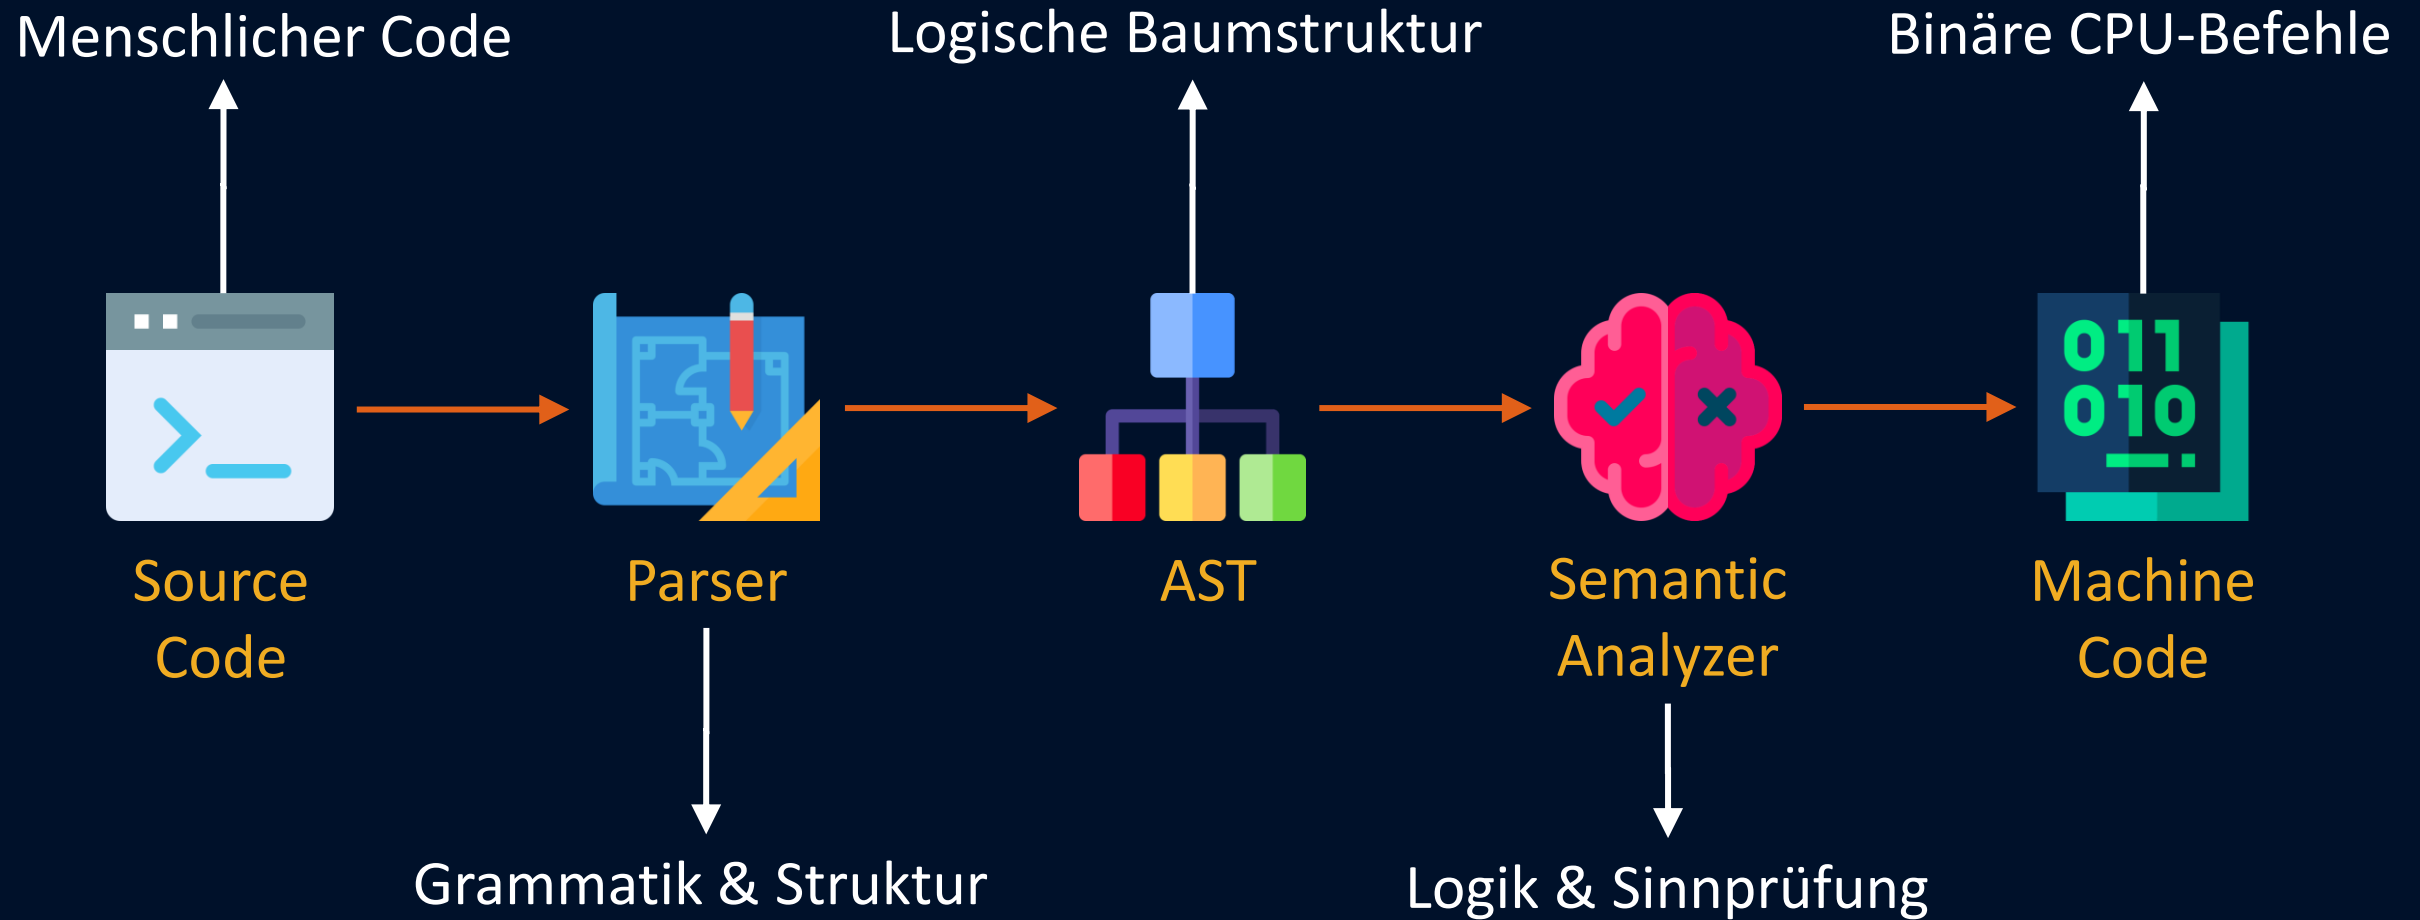 Menschlicher Code
Logische Baumstruktur
Binäre CPU-Befehle
011
010
Source
Code
Parser
AST
Semantic
Analyzer
Machine
Code
Grammatik & Struktur
Logik & Sinnprüfung